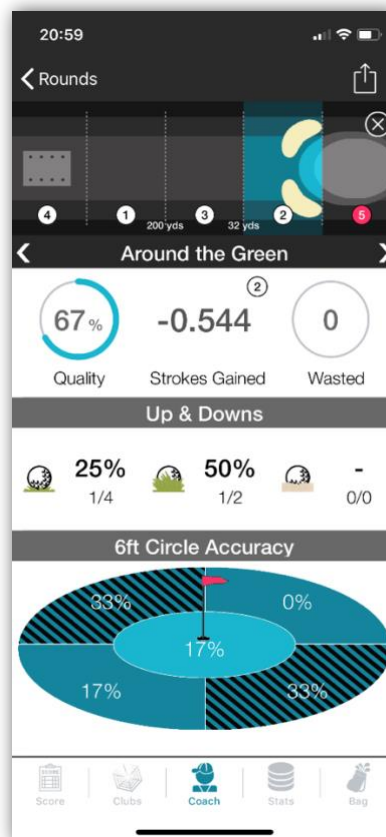 20:59
Rounds
4
1
3
2
5
200 yds
32 yds
Around the Green
67%
-0.544
2
0
Quality
Strokes Gained
Wasted
Up & Downs
25%
50%
-
1/4
1/2
0/0
6ft Circle Accuracy
33%
0%
17%
17%
33%
SCORE
Score
Clubs
Coach
Stats
Bag